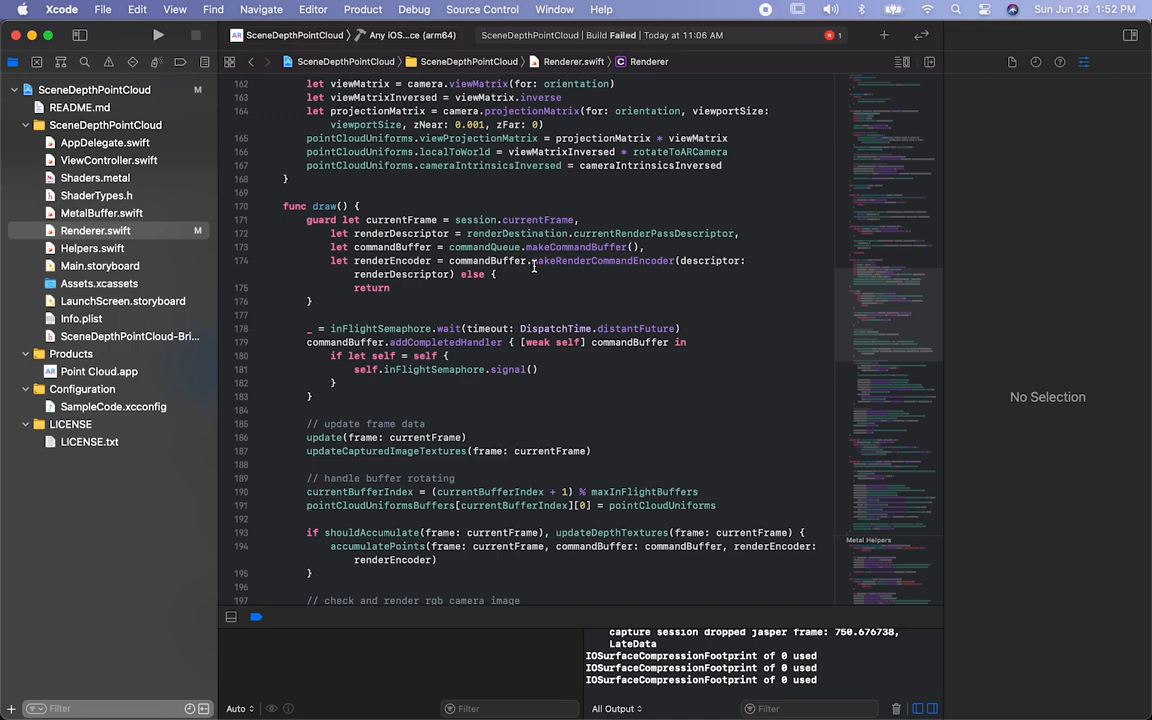 Xcode File Edit View Find Navigate Editor Product Debug Source Control Window Help Sun Jun 28 1:52 PM
SceneDepthPointCloud Any iOS...ce (arm64) SceneDepthPointCloud | Build Failed | Today at 11:06 AM 1
SceneDepthPointCloud SceneDepthPointCloud Renderer.swift C Renderer
SceneDepthPointCloud M
README.md
SceneDepthPointCloud
AppDelegate.swift
ViewController.swift
Shaders.metal
ShaderTypes.h
MetalBuffer.swift
Renderer.swift M
Helpers.swift
Main.storyboard
Assets.xcassets
LaunchScreen.storyboard
Info.plist
SceneDepthPointCloud-Bri...
Products
Point Cloud.app
Configuration
SampleCode.xcconfig
LICENSE
LICENSE.txt
Filter
162 let viewMatrix = camera.viewMatrix(for: orientation)
163 let viewMatrixInversed = viewMatrix.inverse
164 let projectionMatrix = camera.projectionMatrix(for: orientation, viewportSize:
viewportSize, zNear: 0.001, zFar: 0)
165 pointCloudUniforms.viewProjectionMatrix = projectionMatrix * viewMatrix
166 pointCloudUniforms.localToWorld = viewMatrixInversed * rotateToARCamera
167 pointCloudUniforms.cameraIntrinsicsInversed = cameraIntrinsicsInversed
168 }
169
170 func draw() {
171 guard let currentFrame = session.currentFrame,
172 let renderDescriptor = renderDestination.currentRenderPassDescriptor,
173 let commandBuffer = commandQueue.makeCommandBuffer(),
174 let renderEncoder = commandBuffer.makeRenderCommandEncoder(descriptor:
renderDescriptor) else {
175 return
176 }
177
178 _ = inFlightSemaphore.wait(timeout: DispatchTime.distantFuture)
179 commandBuffer.addCompletedHandler { [weak self] commandBuffer in
180 if let self = self {
181 self.inFlightSemaphore.signal()
182 }
183 }
184
185 // update frame data
186 update(frame: currentFrame)
187 updateCapturedImageTextures(frame: currentFrame)
188
189 // handle buffer rotating
190 currentBufferIndex = (currentBufferIndex + 1) % maxInFlightBuffers
191 pointCloudUniformsBuffers[currentBufferIndex][0] = pointCloudUniforms
192
193 if shouldAccumulate(frame: currentFrame), updateDepthTextures(frame: currentFrame) {
194 accumulatePoints(frame: currentFrame, commandBuffer: commandBuffer, renderEncoder:
renderEncoder)
195 }
196
197 // check and render rgb camera image
Metal Helpers
No Selection
capture session dropped jasper frame: 750.676738,
LateData
IOSurfaceCompressionFootprint of 0 used
IOSurfaceCompressionFootprint of 0 used
IOSurfaceCompressionFootprint of 0 used
Auto Filter All Output Filter